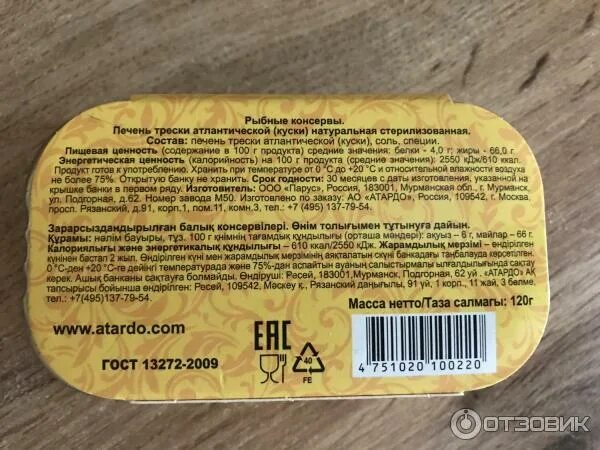 Рыбные консервы.
Печень трески атлантической (куски) натуральная стерилизованная.
Состав: печень трески атлантической (куски), соль, специи.
Пищевая ценность (содержание в 100 г продукта) средние значения: белки - 4,0 г; жиры - 66,0 г.
Энергетическая ценность (калорийность) на 100 г продукта (средние значения): 2550 кДж/610 ккал.
Продукт готов к употреблению. Хранить при температуре от 0 °С до +20 °С и относительной влажности воздуха
не более 75%. Открытую банку не хранить. Срок годности: 30 месяцев с даты изготовления, указанной на
крышке банки в первом ряду. Изготовитель: ООО «Парус», Россия, 183001, Мурманская обл., г. Мурманск,
ул. Подгорная, д.62. Номер завода М50. Изготовлено по заказу: АО «АТАРДО», Россия, 109542, г. Москва,
просп. Рязанский, д.91, корп.1, пом.11, комн.3, тел.: +7 (495) 137-79-54.
Зарарсыздандырылған балық консервілері. Өнім толығымен тұтынуға дайын.
Құрамы: нәлім бауыры, тұз. 100 г өнімнің тағамдық құндылығы (орташа мөндері): ақуыз – 6 г, майлар – 66 г.
Калориялығы және энергетикалық құндылығы – 610 ккал/2550 кДж. Жарамдылық мерзімі – өндірілген
күнінен бастап 2 жыл. Өндірілген күні мен жарамдылық мерзімінің аяқталатын скуні банкадағы таңбалауда көрсетілген.
0 °С-ден +20 °С-ге дейінгі температурада және 75%-дан аспайтын ауаның салыстырмалы ылғалдылығында сақтау
керек. Ашық банканы сақтауға болмайды. Өндіруші: Ресей, 183001,Мурманск, Подгорная, 62 үй. «АТАРДО» АҚ
тапсырысы бойынша өндірілген: Ресей, 109542, Мәскеу қ., Рязанский даңғылы, 91 үй, 1 корп., 11 жай, 3 бөлме.
тел.: +7(495)137-79-54.
Масса нетто/Таза салмағы: 120г
www.atardo.com
ЕАС
40
FE
ГОСТ 13272-2009
4 751020 100220
ОТЗОВИК